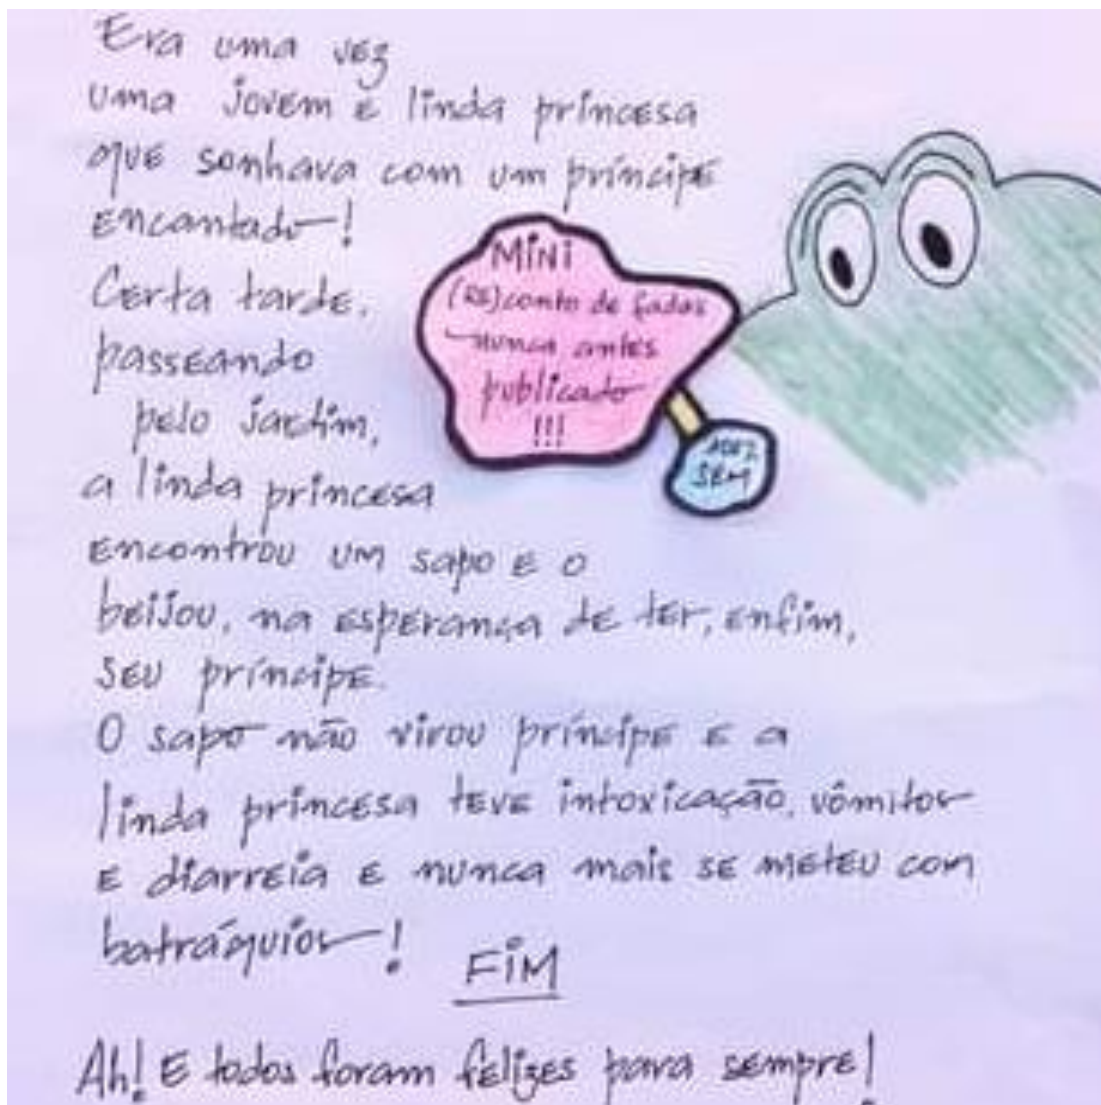 Era uma vez
uma jovem e linda princesa
que sonhava com um príncipe
encantado!
Certa tarde,
passeando
pelo jardim,
a linda princesa
encontrou um sapo e o
beijou, na esperança de ter, enfim,
seu príncipe.
O sapo não virou príncipe e a
linda princesa teve intoxicação, vômitos
e diarreia e nunca mais se meteu com
batráquios!
FIM
Ah! E todos foram felizes para sempre!
MINI
(RE)conto de fadas
nunca antes
publicado
!!!
SEM